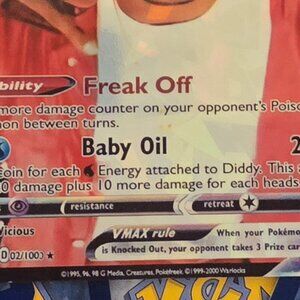 bility Freak Off
more damage counter on your opponent's Poiso
on between turns.
Baby Oil 2
Coin for each Energy attached to Diddy. This a
0 damage plus 10 more damage for each heads
resistance retreat
Vicious
D 02/003 ★
VMAX rule When your Pokémo
is Knocked Out, your opponent takes 3 Prize car
©1995, 96, 98 G Media, Creatures, Pokéfreek. ©1999-2000 Warlocks